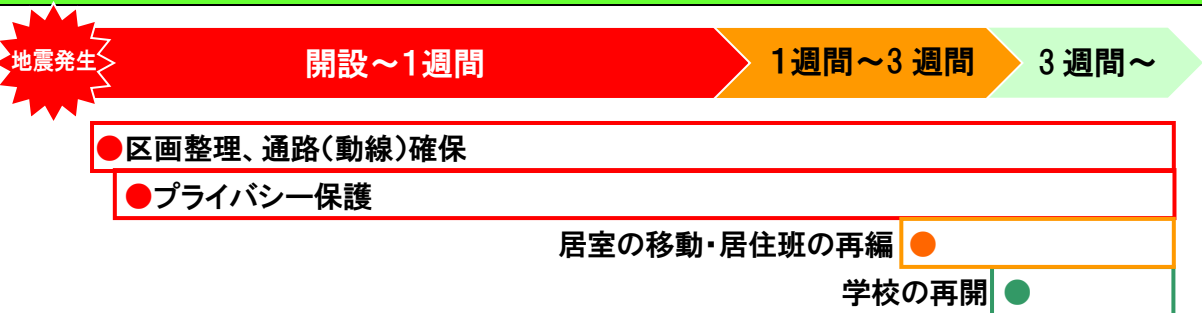 地震発生
開設～1週間
1週間～3 週間
3 週間～
●区画整理、通路(動線)確保
●プライバシー保護
居室の移動・居住班の再編 ●
学校の再開 ●